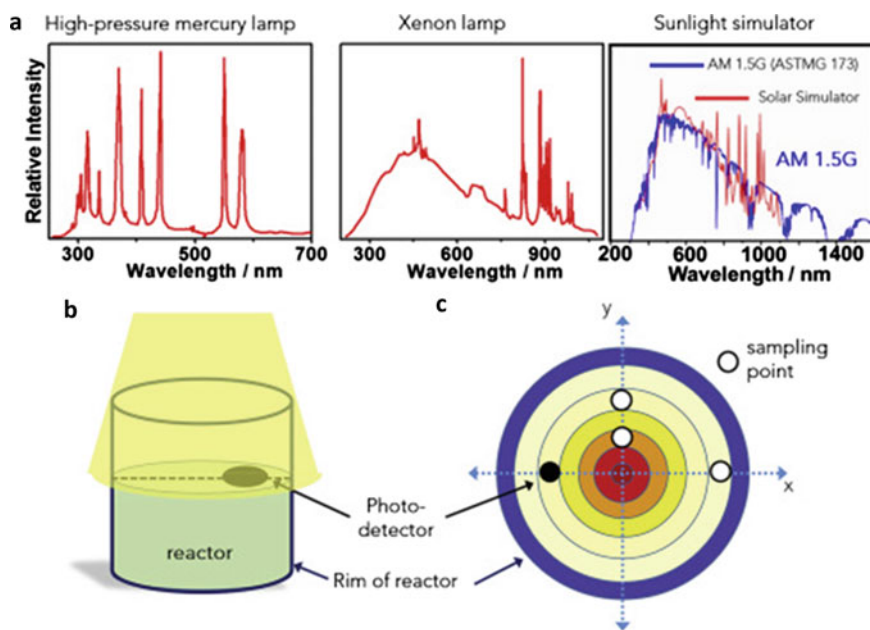 a
High-pressure mercury lamp
Xenon lamp
Sunlight simulator
Relative Intensity
300 500 700
Wavelength / nm
300 600 900
Wavelength / nm
AM 1.5G (ASTMG 173)
Solar Simulator
AM 1.5G
200 600 1000 1400
Wavelength / nm
b
reactor
Photo-
detector
Rim of reactor
c
y
x
sampling
point